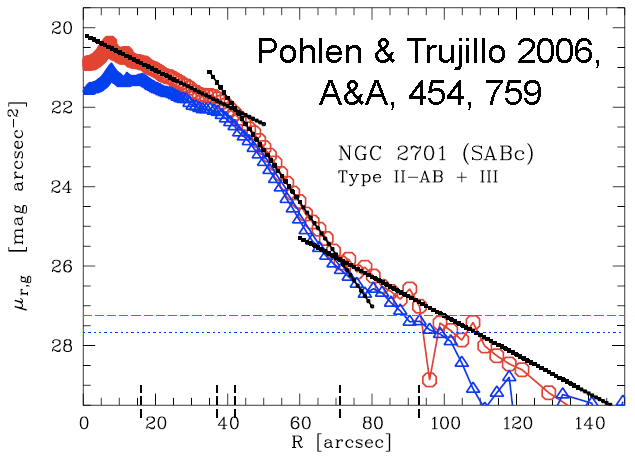 Pohlen & Trujillo 2006,
A&A, 454, 759
NGC 2701 (SABc)
Type II-AB + III
μr,g [mag arcsec⁻²]
20
22
24
26
28
0 20 40 60 80 100 120 140
R [arcsec]